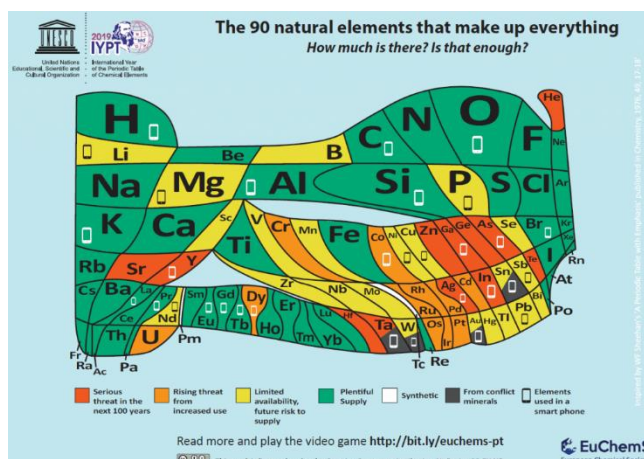 2019 IYPT
United Nations
Educational, Scientific and
Cultural Organization
International Year
of the Periodic Table
of Chemical Elements
The 90 natural elements that make up everything
How much is there? Is that enough?
H He
Li Be B C N O F Ne
Na Mg Al Si P S Cl Ar
K Ca Sc Ti V Cr Mn Fe Co Ni Cu Zn Ga Ge As Se Br Kr
Rb Sr Y Zr Nb Mo Rh Ru Pd Ag Cd In Sn Sb Te I Xe
Cs Ba La Pr Nd Pm Sm Eu Gd Tb Dy Ho Er Tm Yb Lu Hf Ta W Re Os Ir Pt Au Hg Tl Pb Bi Po At Rn
Fr Ra Ac Th Pa U Tc
Serious
threat in the
next 100 years
Rising threat
from
increased use
Limited
availability,
future risk to
supply
Plentiful
Supply
Synthetic
From conflict
minerals
Elements
used in a
smart phone
Read more and play the video game http://bit.ly/euchems-pt
EuChemS